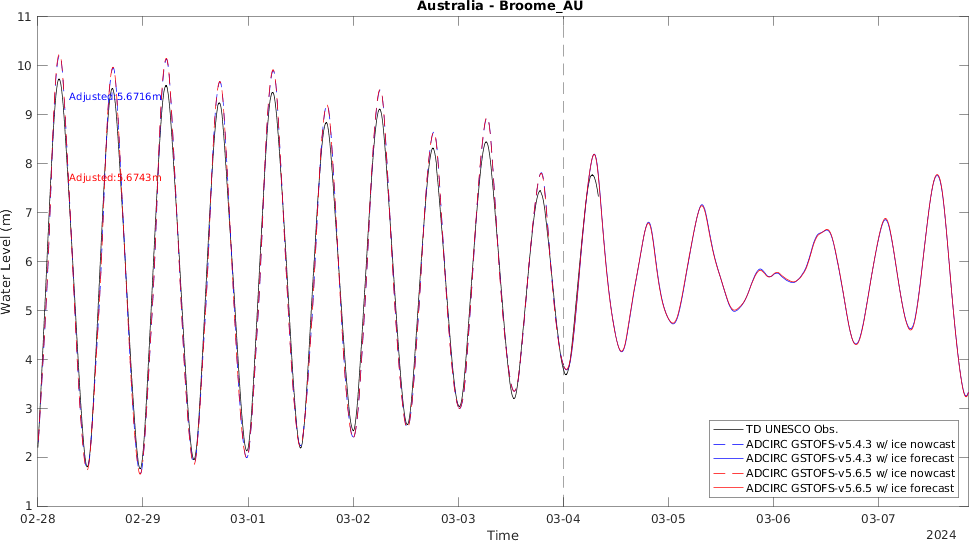 Australia - Broome_AU
11
10
9
8
7
6
5
4
3
2
1
Water Level (m)
Adjusted:5.6716m
Adjusted:5.6743m
TD UNESCO Obs.
ADCIRC GSTOFS-v5.4.3 w/ ice nowcast
ADCIRC GSTOFS-v5.4.3 w/ ice forecast
ADCIRC GSTOFS-v5.6.5 w/ ice nowcast
ADCIRC GSTOFS-v5.6.5 w/ ice forecast
02-28 02-29 03-01 03-02 03-03 03-04 03-05 03-06 03-07
Time
2024